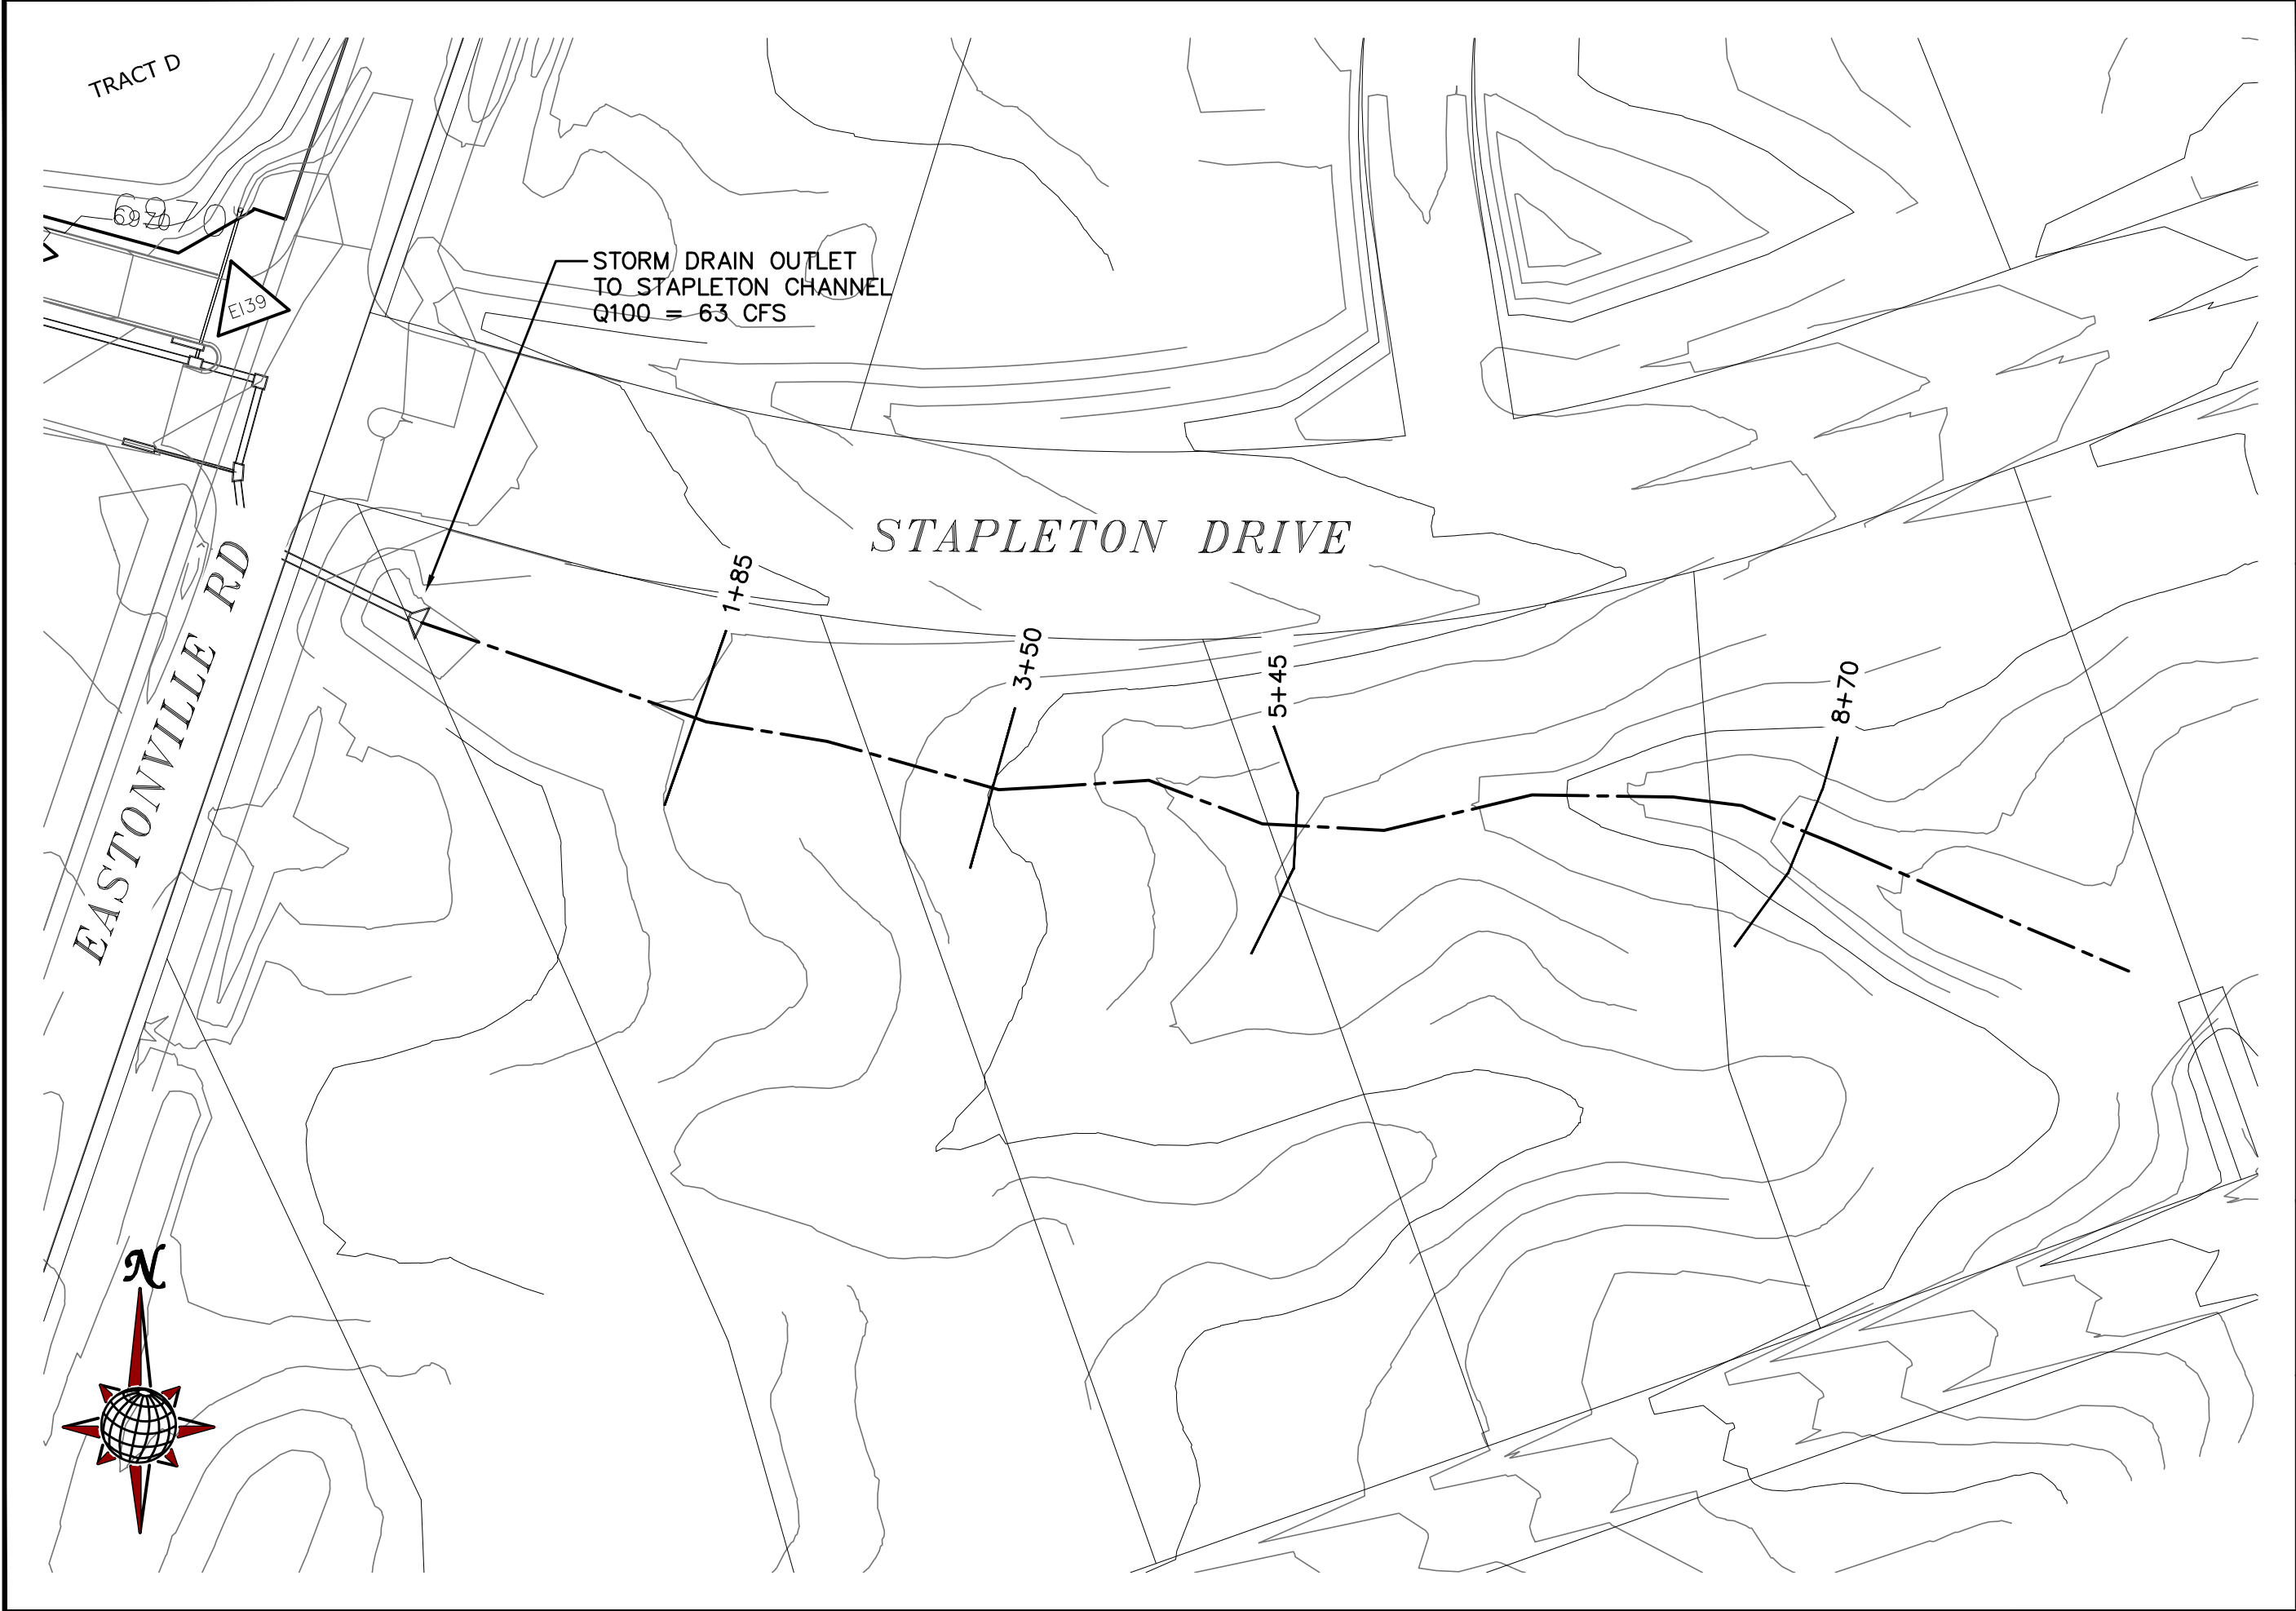 TRACT D
E139
STORM DRAIN OUTLET
TO STAPLETON CHANNEL
Q100 = 63 CFS
STAPLETON DRIVE
EASTONVILLE RD
1+85
3+50
5+45
8+70
N